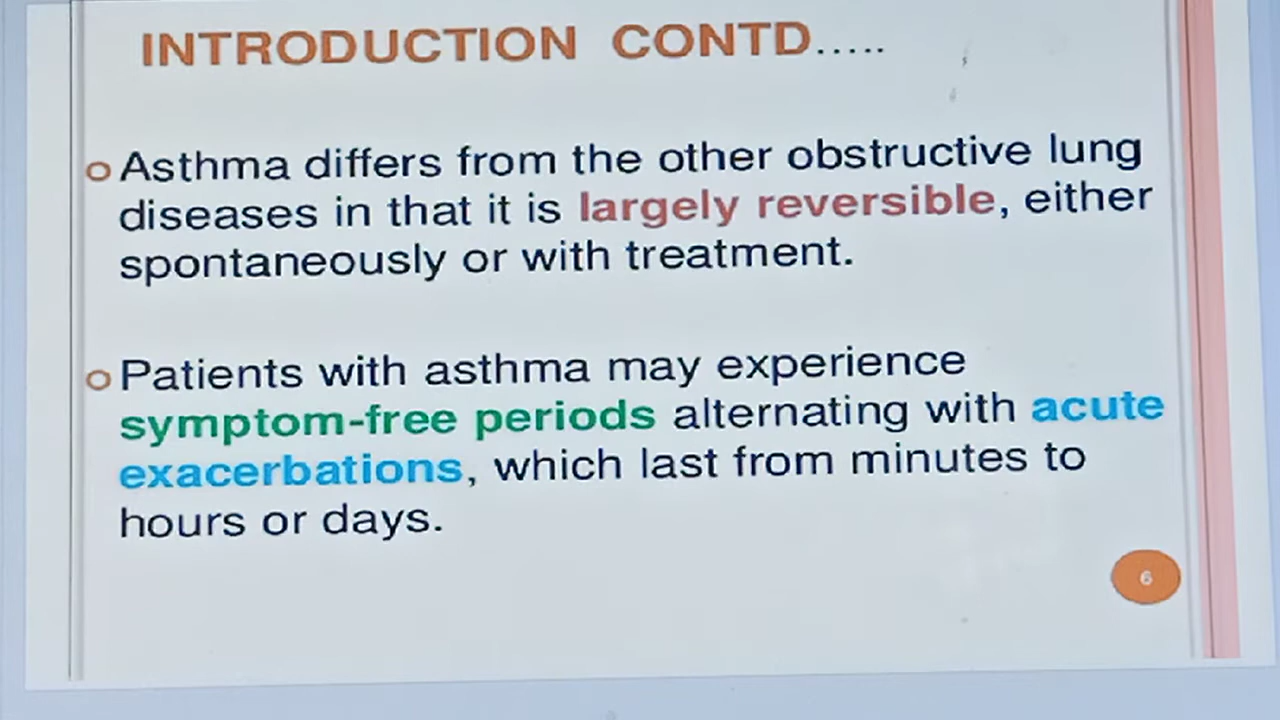 INTRODUCTION CONTD.....
Asthma differs from the other obstructive lung
diseases in that it is largely reversible, either
spontaneously or with treatment.
Patients with asthma may experience
symptom-free periods alternating with acute
exacerbations, which last from minutes to
hours or days.
6